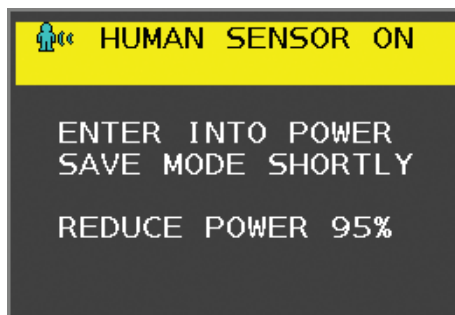 HUMAN SENSOR ON
ENTER INTO POWER
SAVE MODE SHORTLY
REDUCE POWER 95%